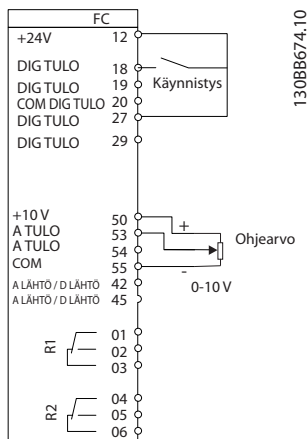 FC
+24V 12
DIG TULO 18
DIG TULO 19
COM DIG TULO 20
DIG TULO 27
DIG TULO 29
Käynnistys
+10 V 50
A TULO 53
A TULO 54
COM 55
A LÄHTÖ / D LÄHTÖ 42
A LÄHTÖ / D LÄHTÖ 45
+
Ohjearvo
-
0-10 V
R1
01
02
03
R2
04
05
06
130BB674.10